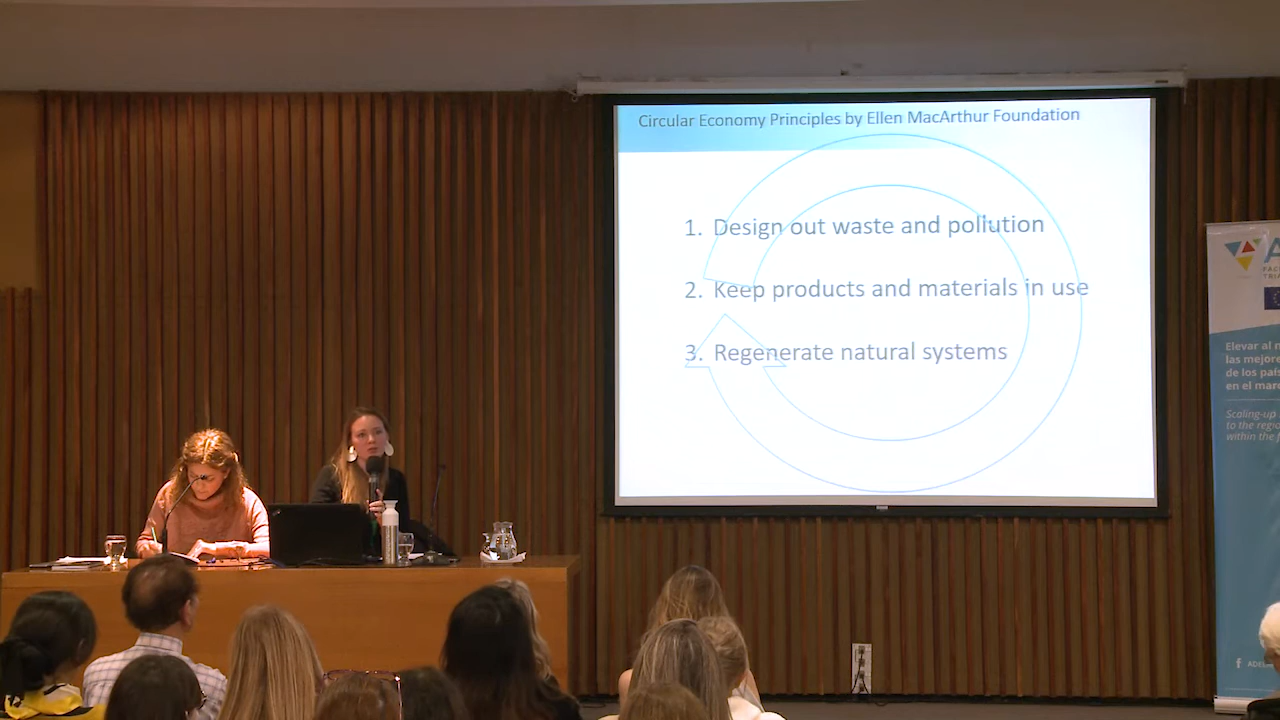 Circular Economy Principles by Ellen MacArthur Foundation
1. Design out waste and pollution
2. Keep products and materials in use
3. Regenerate natural systems
Elevar al
las mejore
de los país
en el marc
Scaling-up
to the regio
within the